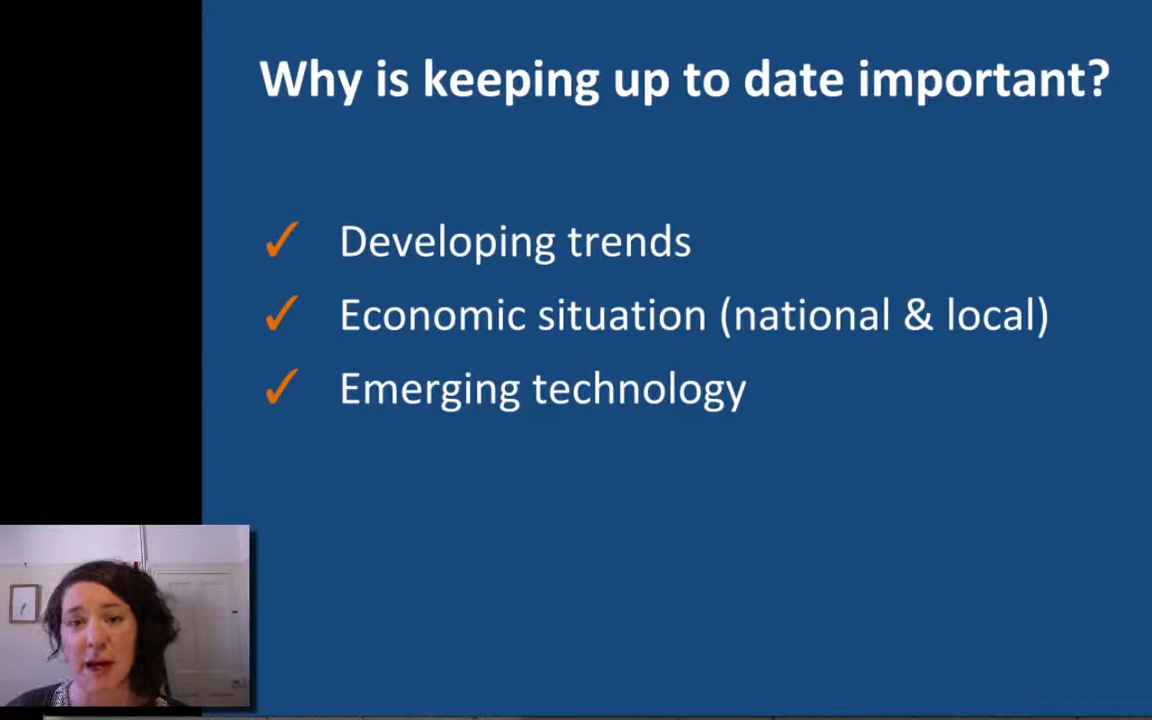 Why is keeping up to date important?
✓ Developing trends
✓ Economic situation (national & local)
✓ Emerging technology